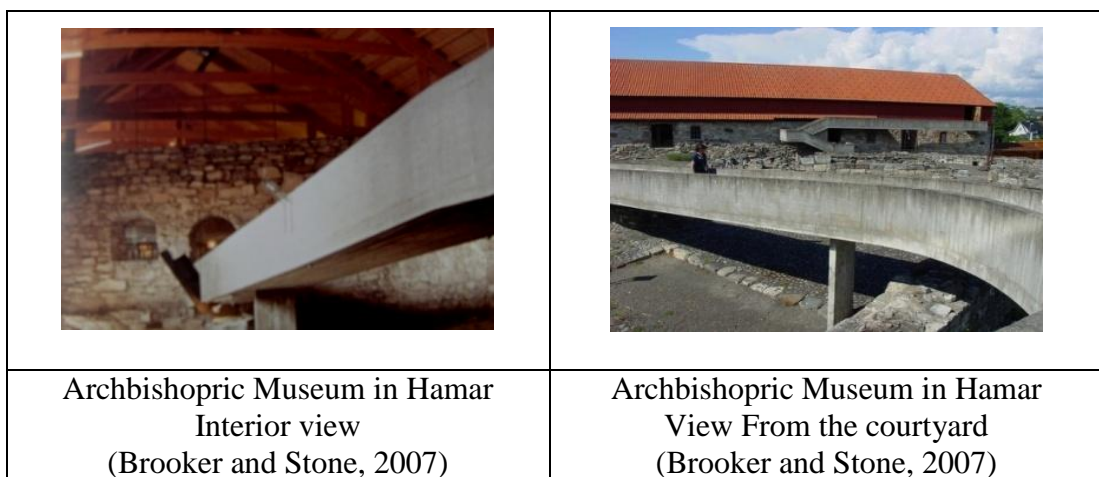 Archbishopric Museum in Hamar
Interior view
(Brooker and Stone, 2007)
Archbishopric Museum in Hamar
View From the courtyard
(Brooker and Stone, 2007)